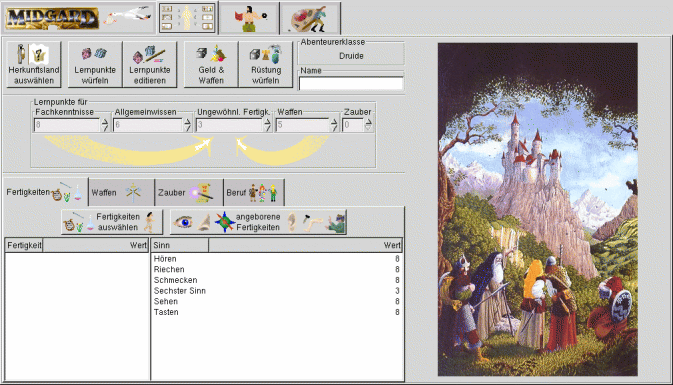 MIDGARD
Herkunftsland
auswählen
Lernpunkte
würfeln
Lernpunkte
editieren
Geld &
Waffen
Rüstung
würfeln
Abenteurerklasse
Druide
Name
Lernpunkte für
Fachkenntnisse
8
Allgemeinwissen
6
Ungewöhnl. Fertigk.
3
Waffen
5
Zauber
0
Fertigkeiten
Waffen
Zauber
Beruf
Fertigkeiten
auswählen
angeborene
Fertigkeiten
Fertigkeit Wert
Sinn Wert
Hören 8
Riechen 8
Schmecken 8
Sechster Sinn 3
Sehen 8
Tasten 8